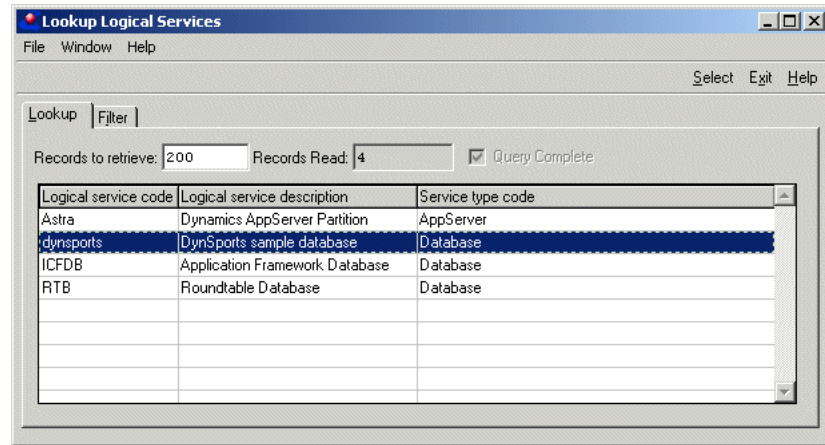 Lookup Logical Services
File Window Help
Select Exit Help
Lookup Filter
Records to retrieve: 200 Records Read: 4 Query Complete
Logical service code Logical service description Service type code
Astra Dynamics AppServer Partition AppServer
dynsports DynSports sample database Database
ICFDB Application Framework Database Database
RTB Roundtable Database Database